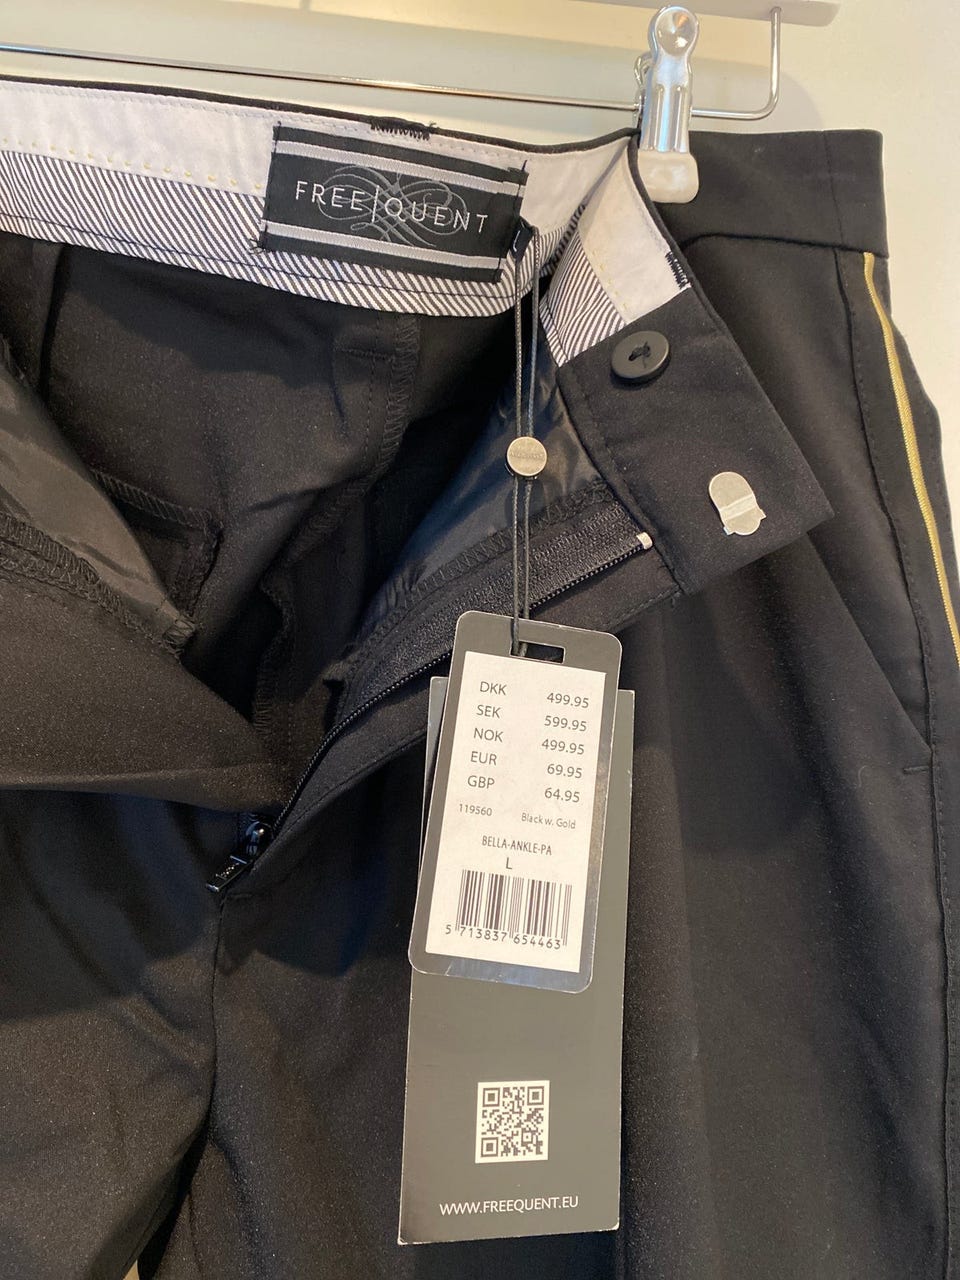 FREE|QUENT
DKK 499.95
SEK 599.95
NOK 499.95
EUR 69.95
GBP 64.95
119560 Black w. Gold
BELLA-ANKLE-PA
L
5 713837 654463
WWW.FREEQUENT.EU